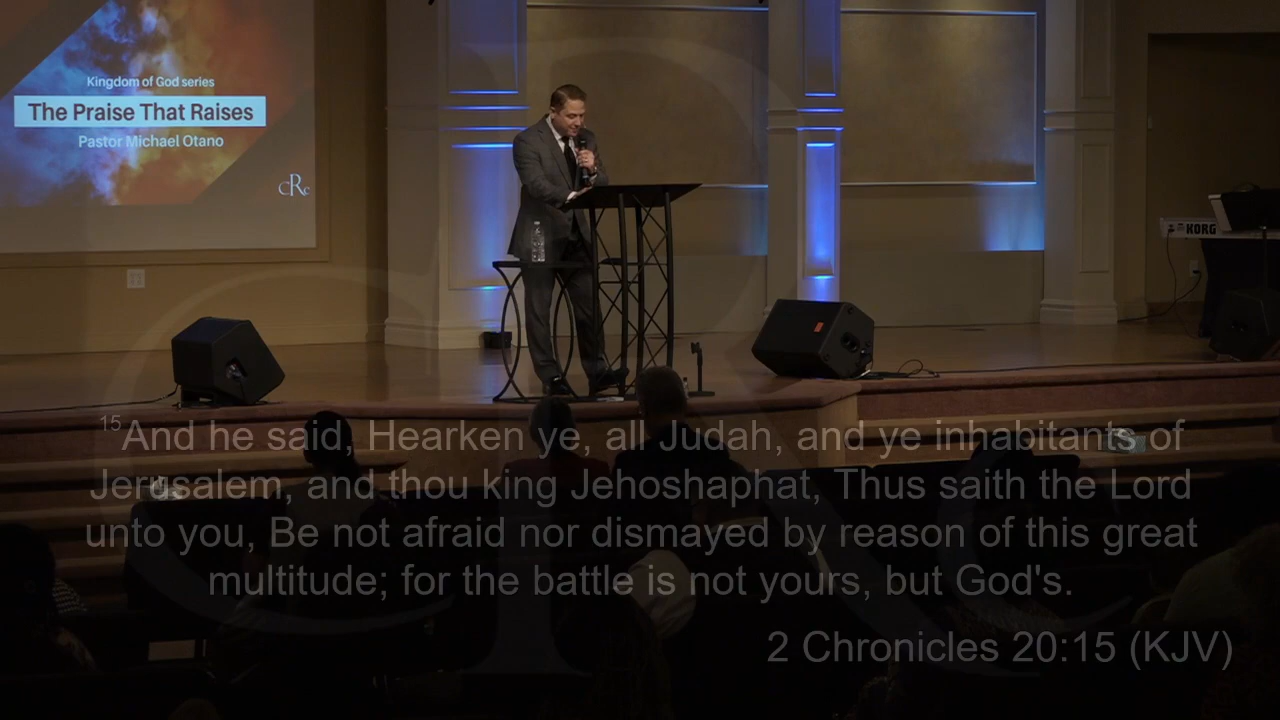 Kingdom of God series
The Praise That Raises
Pastor Michael Otano
CRC
KORG
15And he said, Hearken ye, all Judah, and ye inhabitants of
Jerusalem, and thou king Jehoshaphat, Thus saith the Lord
unto you, Be not afraid nor dismayed by reason of this great
multitude; for the battle is not yours, but God's.
2 Chronicles 20:15 (KJV)